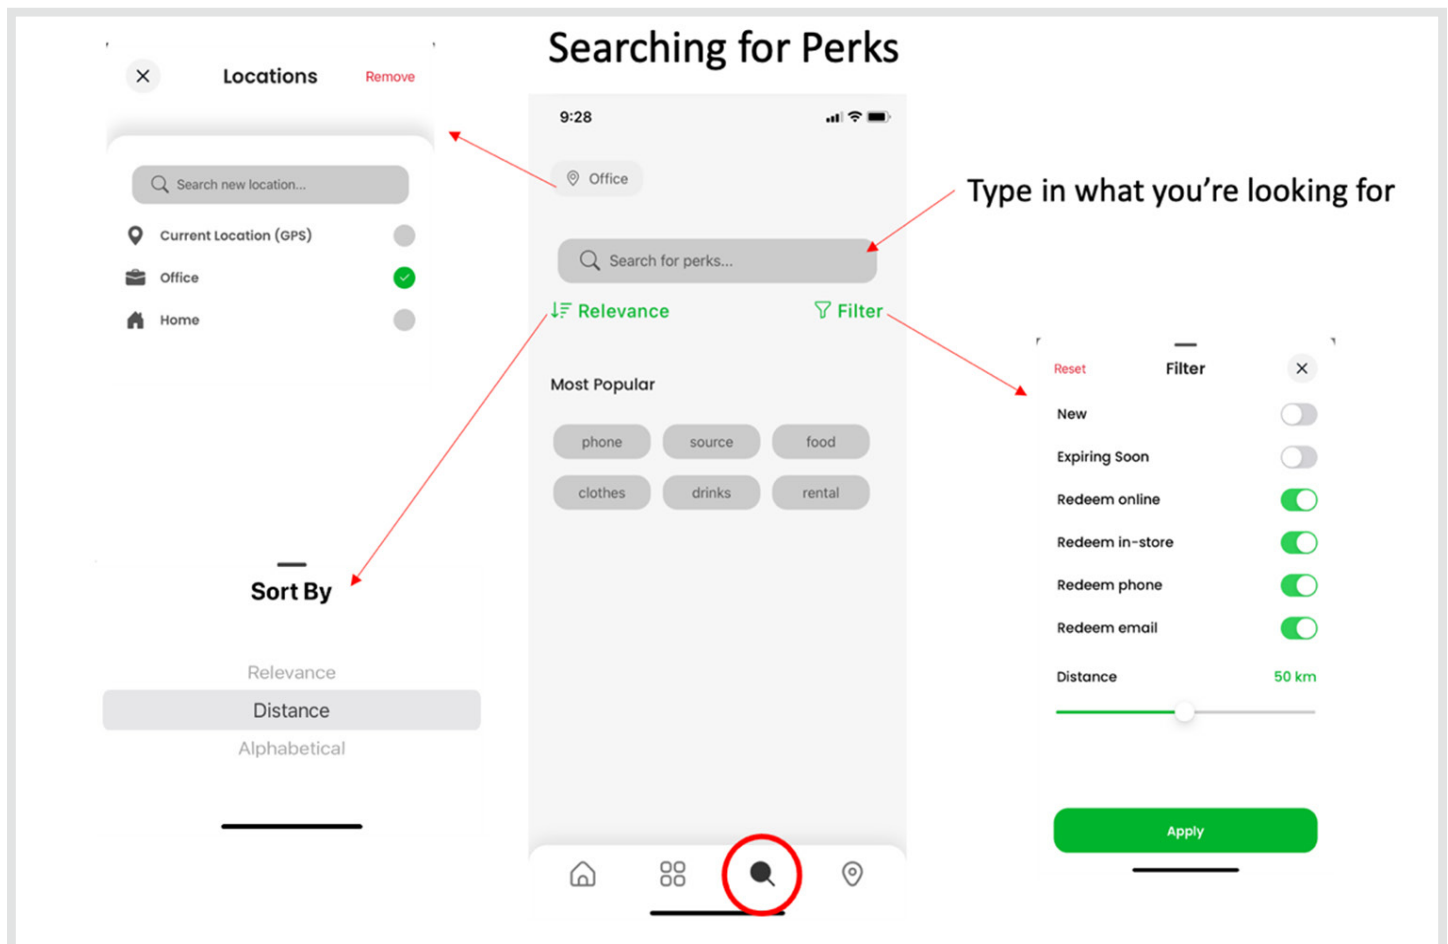 Searching for Perks
Locations
Remove
Search new location...
Current Location (GPS)
Office
Home
Sort By
Relevance
Distance
Alphabetical
9:28
Office
Search for perks...
Relevance
Filter
Most Popular
phone source food
clothes drinks rental
Type in what you're looking for
Reset Filter
New
Expiring Soon
Redeem online
Redeem in-store
Redeem phone
Redeem email
Distance 50 km
Apply